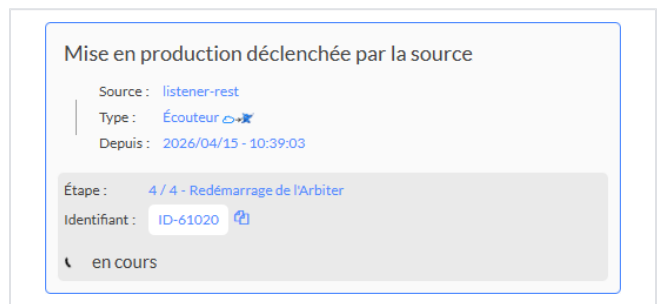 Mise en production déclenchée par la source
Source : listener-rest
Type : Écouteur
Depuis : 2026/04/15 - 10:39:03
Étape : 4 / 4 - Redémarrage de l'Arbiter
Identifiant : ID-61020
en cours